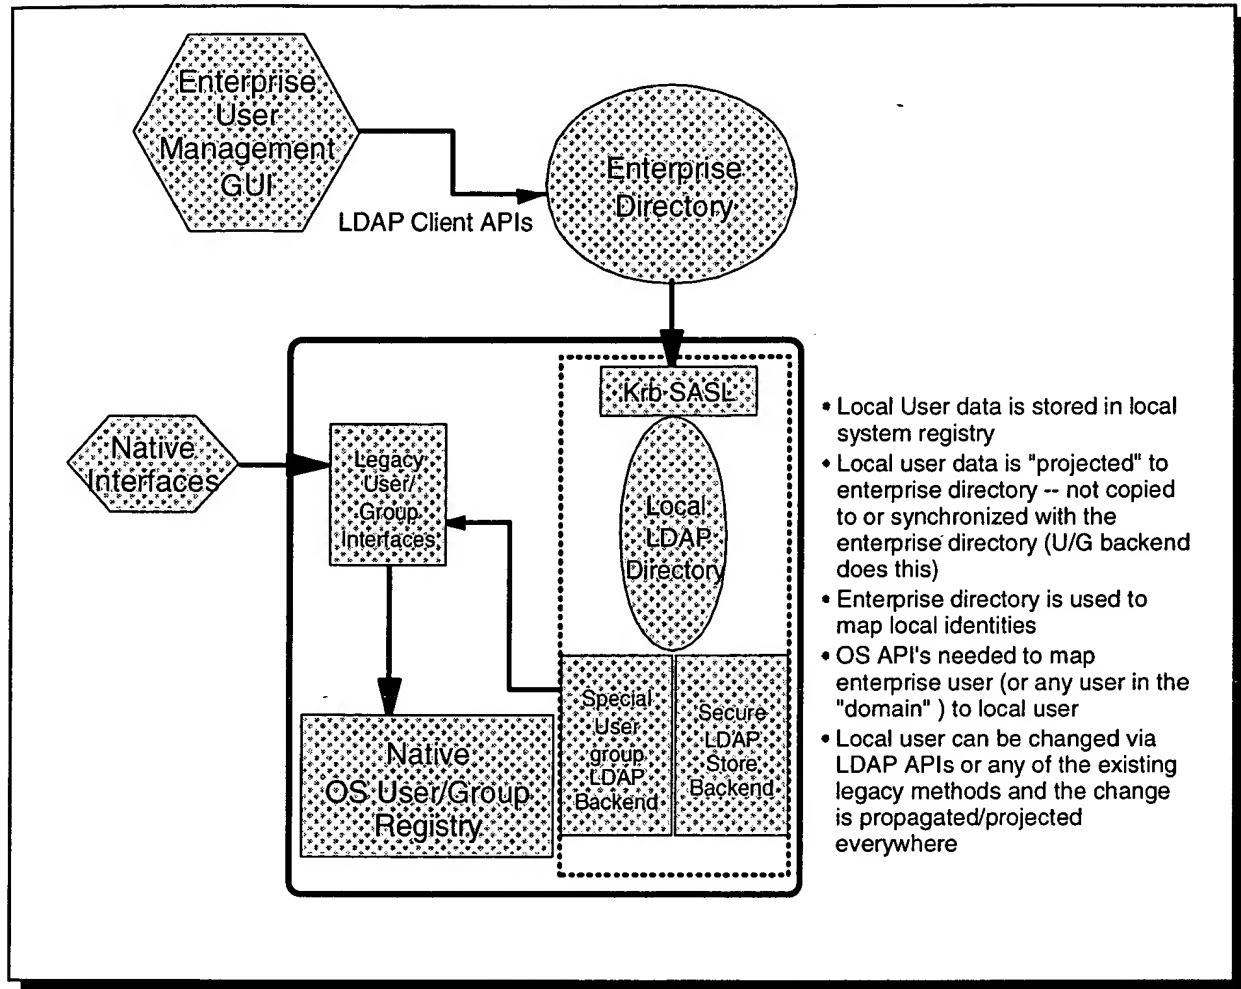 Enterprise
User
Management
GUI
Enterprise
Directory
LDAP Client APIs
Krb SASL
Native
Interfaces
Legacy
User/
Group
Interfaces
Local
LDAP
Directory
Special
User
group
LDAP
Backend
Secure
LDAP
Store
Backend
Native
OS User/Group
Registry
• Local User data is stored in local
system registry
• Local user data is "projected" to
enterprise directory -- not copied
to or synchronized with the
enterprise directory (U/G backend
does this)
• Enterprise directory is used to
map local identities
• OS API's needed to map
enterprise user (or any user in the
"domain" ) to local user
• Local user can be changed via
LDAP APIs or any of the existing
legacy methods and the change
is propagated/projected
everywhere